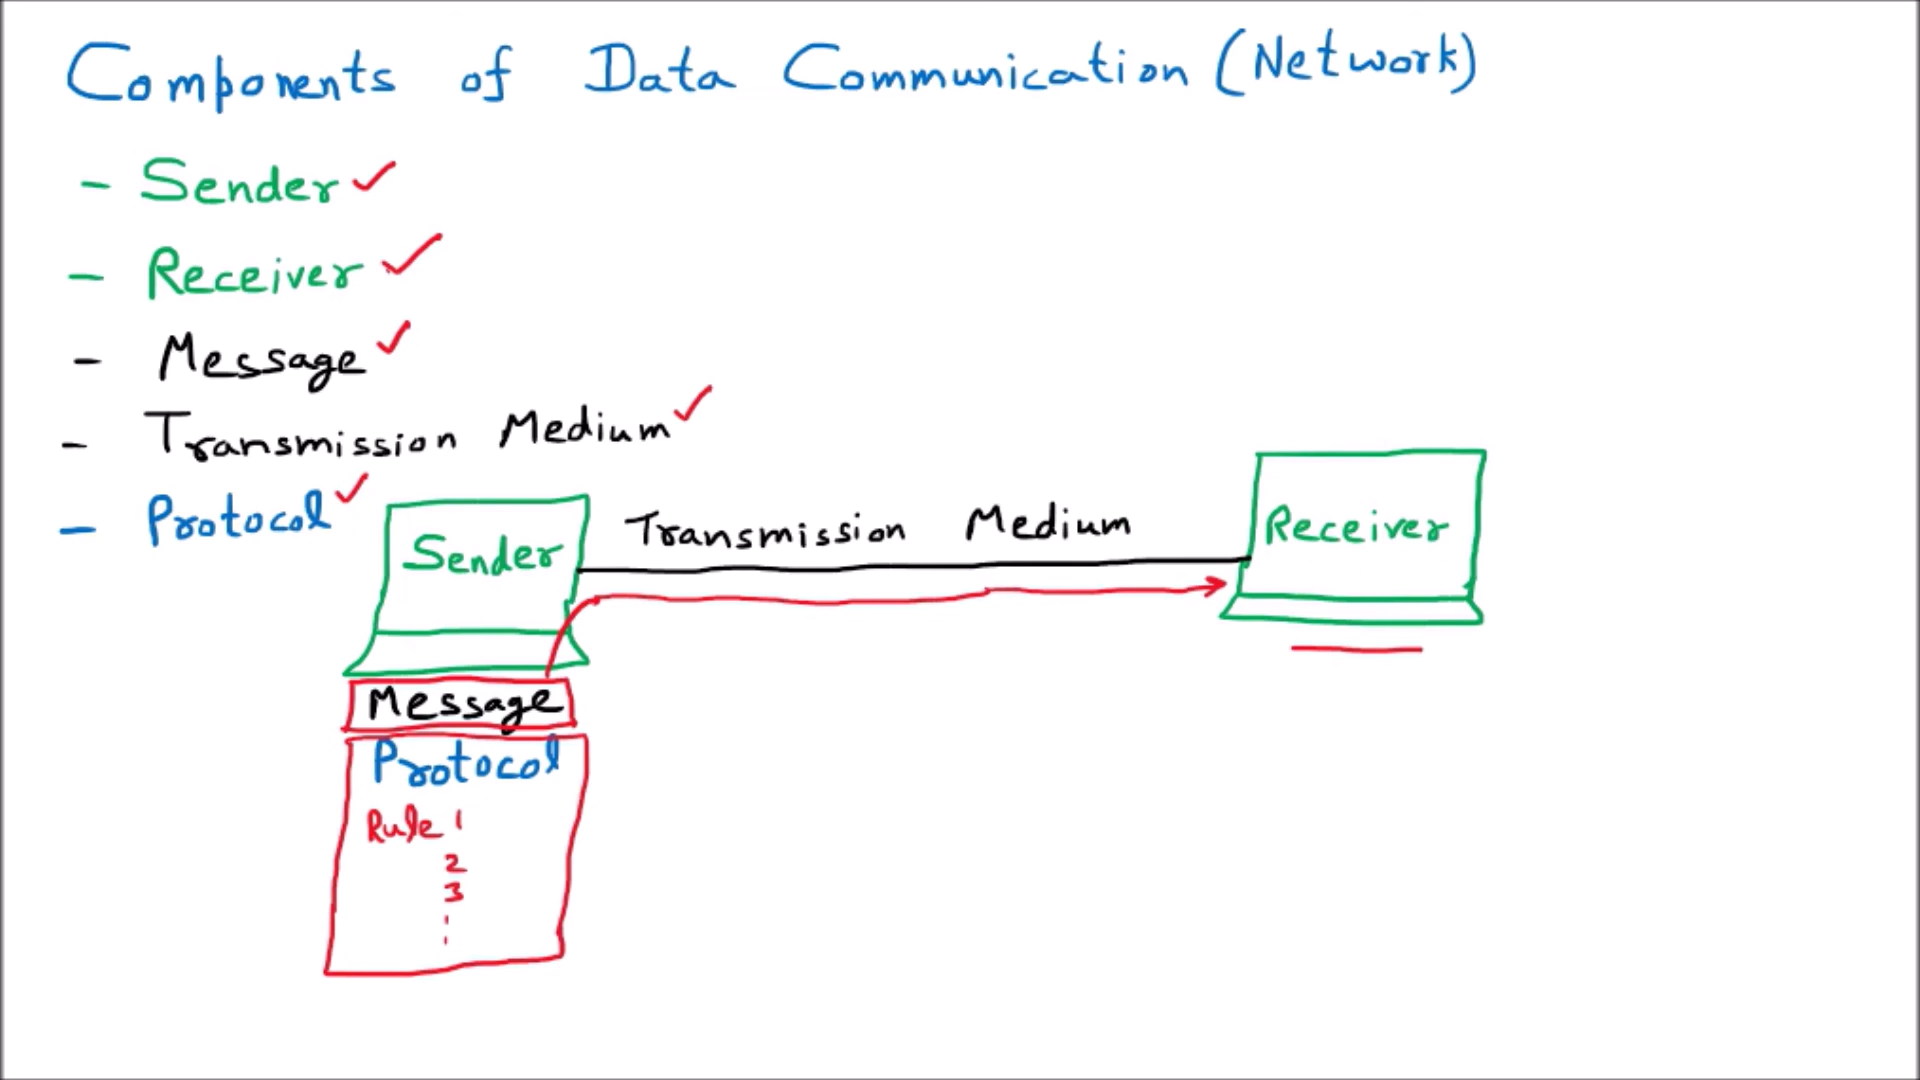 Components of Data Communication (Network)
- Sender ✓
- Receiver ✓
- Message ✓
- Transmission Medium ✓
- Protocol ✓
Sender
Transmission Medium
Receiver
Message
Protocol
Rule 1
2
3